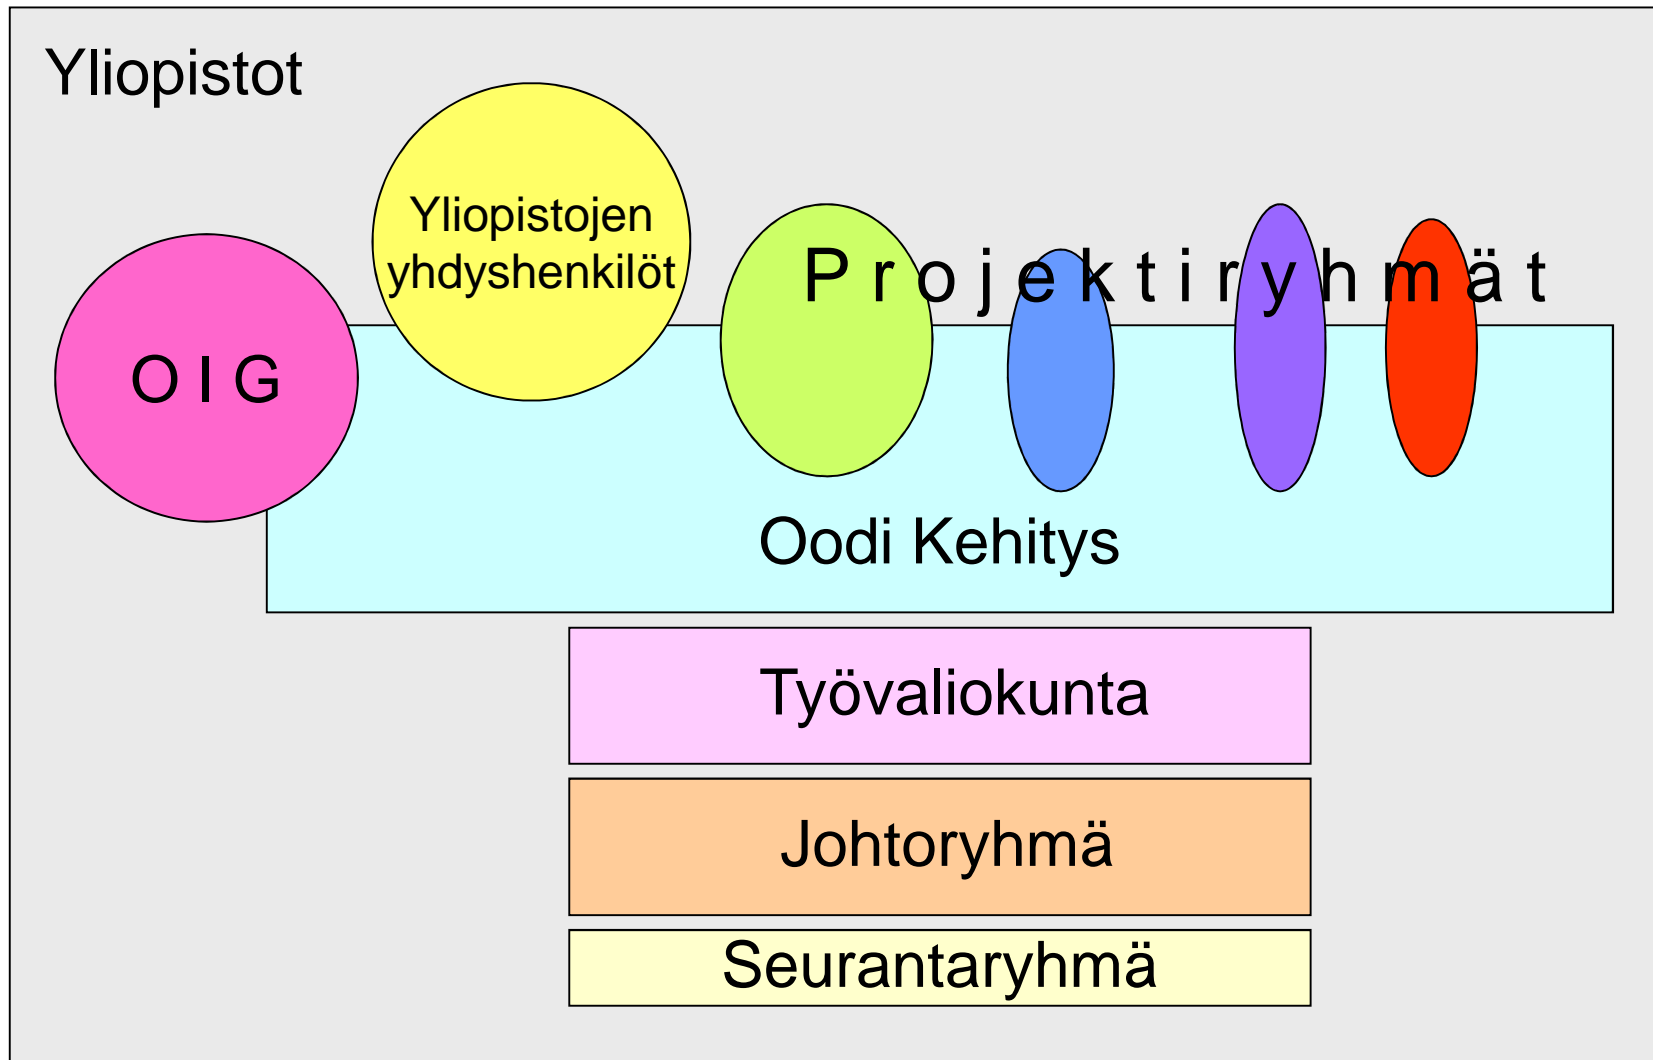 Yliopistot
Yliopistojen
yhdyshenkilöt
P r o j e k t i r y h m ä t
O I G
Oodi Kehitys
Työvaliokunta
Johtoryhmä
Seurantaryhmä